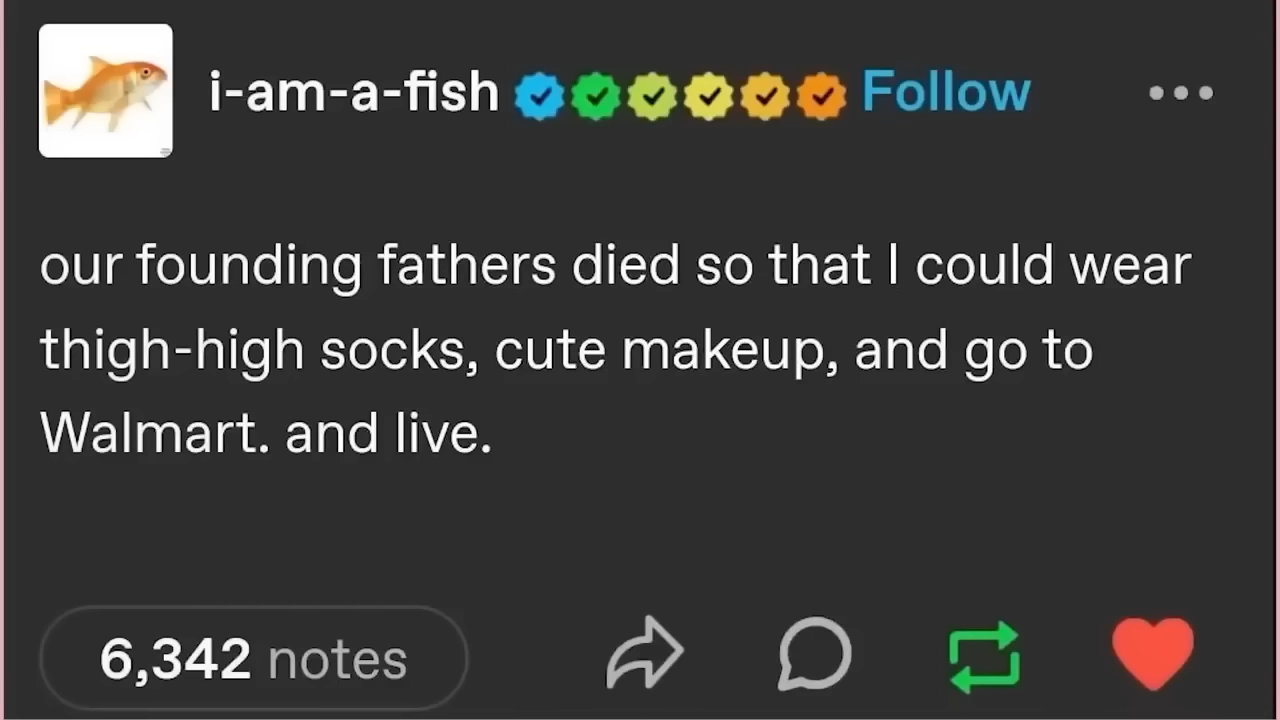 i-am-a-fish Follow
our founding fathers died so that I could wear
thigh-high socks, cute makeup, and go to
Walmart. and live.
6,342 notes